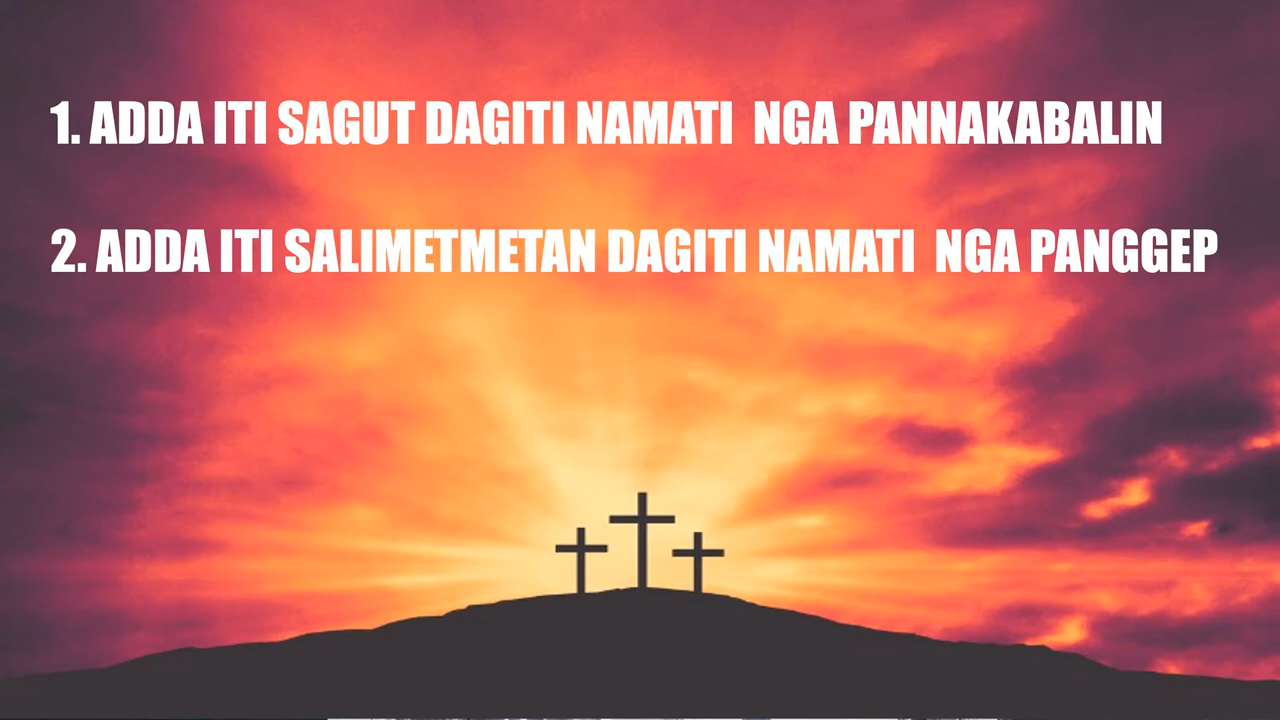 1. ADDA ITI SAGUT DAGITI NAMATI NGA PANNAKABALIN
2. ADDA ITI SALIMETMETAN DAGITI NAMATI NGA PANGGEP